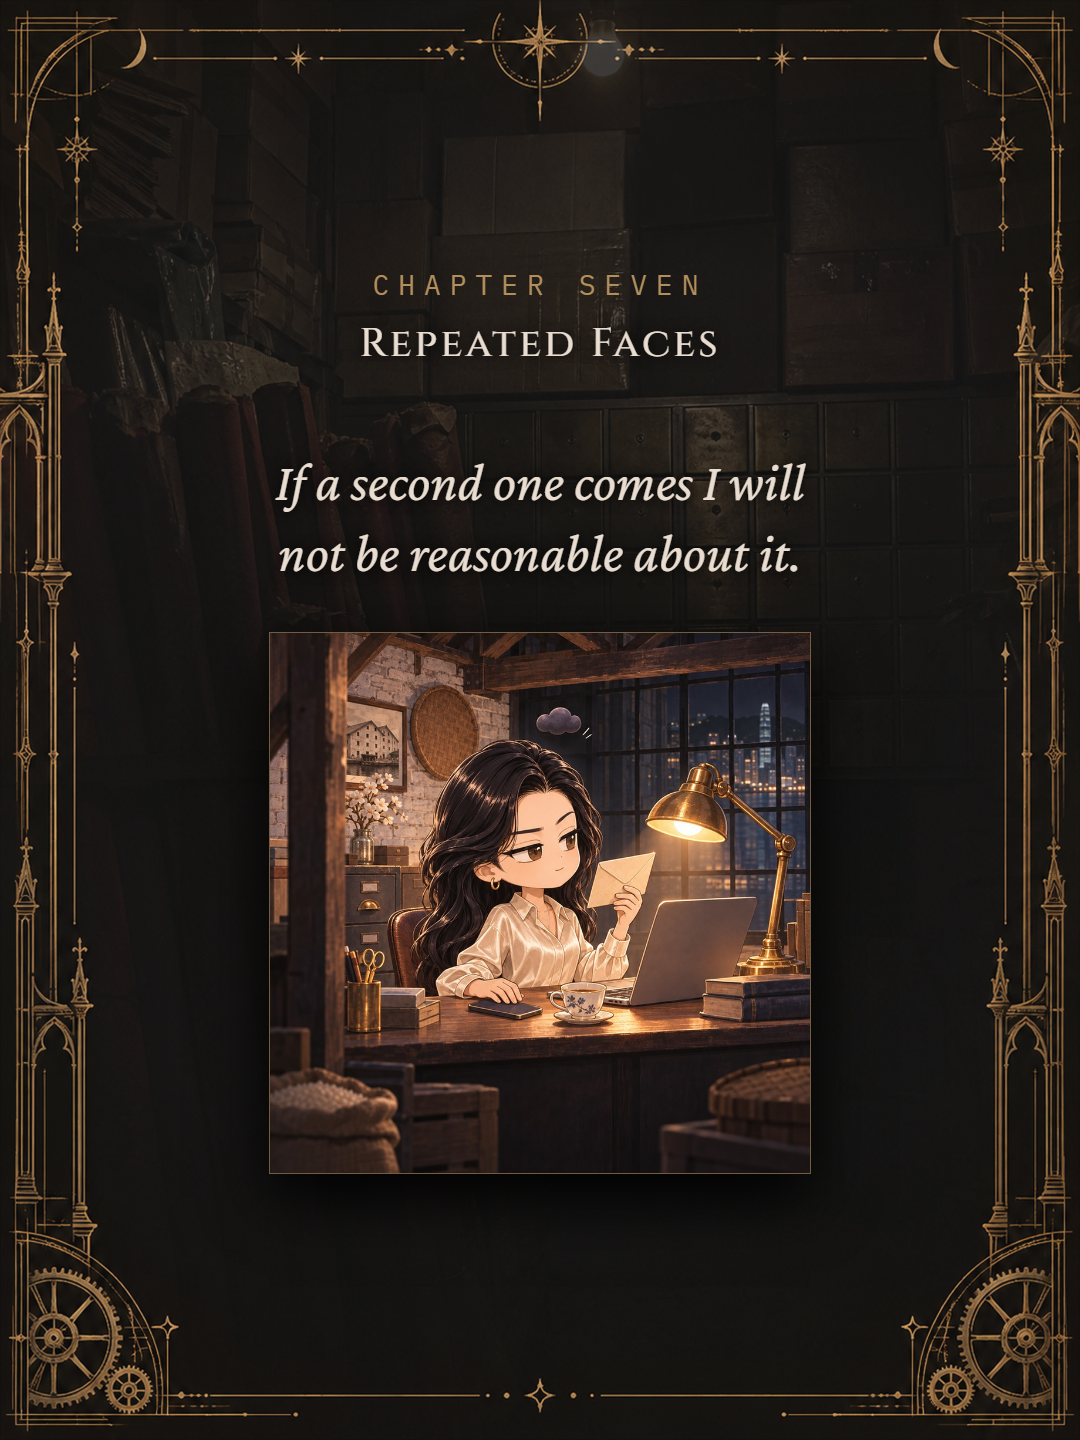 CHAPTER SEVEN
REPEATED FACES
If a second one comes I will
not be reasonable about it.